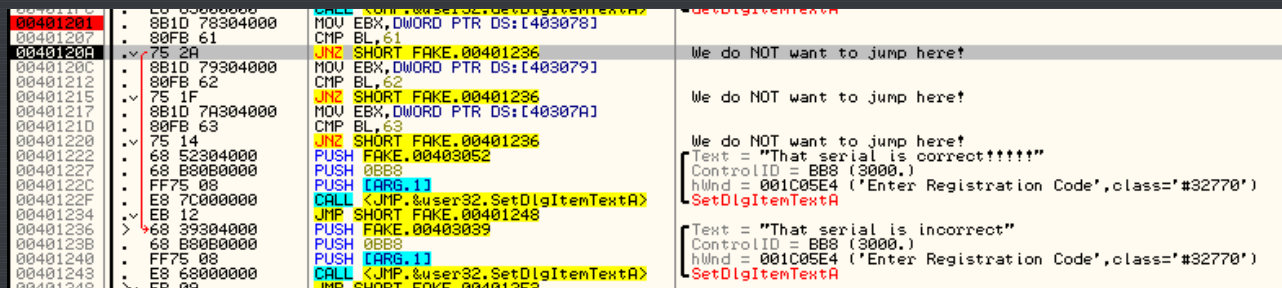 00401201 . 8B1D 78304000 MOV EBX,DWORD PTR DS:[403078]
00401207 . 80FB 61 CMP BL,61
0040120A .v 75 2A JNZ SHORT FAKE.00401236 We do NOT want to jump here!
0040120C . 8B1D 79304000 MOV EBX,DWORD PTR DS:[403079]
00401212 . 80FB 62 CMP BL,62
00401215 .v 75 1F JNZ SHORT FAKE.00401236 We do NOT want to jump here!
00401217 . 8B1D 7A304000 MOV EBX,DWORD PTR DS:[40307A]
0040121D . 80FB 63 CMP BL,63
00401220 .v 75 14 JNZ SHORT FAKE.00401236 We do NOT want to jump here!
00401222 . 68 52304000 PUSH FAKE.00403052 Text = "That serial is correct!!!!!"
00401227 . 68 B80B0000 PUSH 0BB8 ControlID = BB8 (3000.)
0040122C . FF75 08 PUSH [ARG.1] hWnd = 001C05E4 ('Enter Registration Code',class='#32770')
0040122F . E8 7C000000 CALL <JMP.&user32.SetDlgItemTextA> SetDlgItemTextA
00401234 .v EB 12 JMP SHORT FAKE.00401248
00401236 > 68 39304000 PUSH FAKE.00403039 Text = "That serial is incorrect"
0040123B . 68 B80B0000 PUSH 0BB8 ControlID = BB8 (3000.)
00401240 . FF75 08 PUSH [ARG.1] hWnd = 001C05E4 ('Enter Registration Code',class='#32770')
00401243 . E8 68000000 CALL <JMP.&user32.SetDlgItemTextA> SetDlgItemTextA